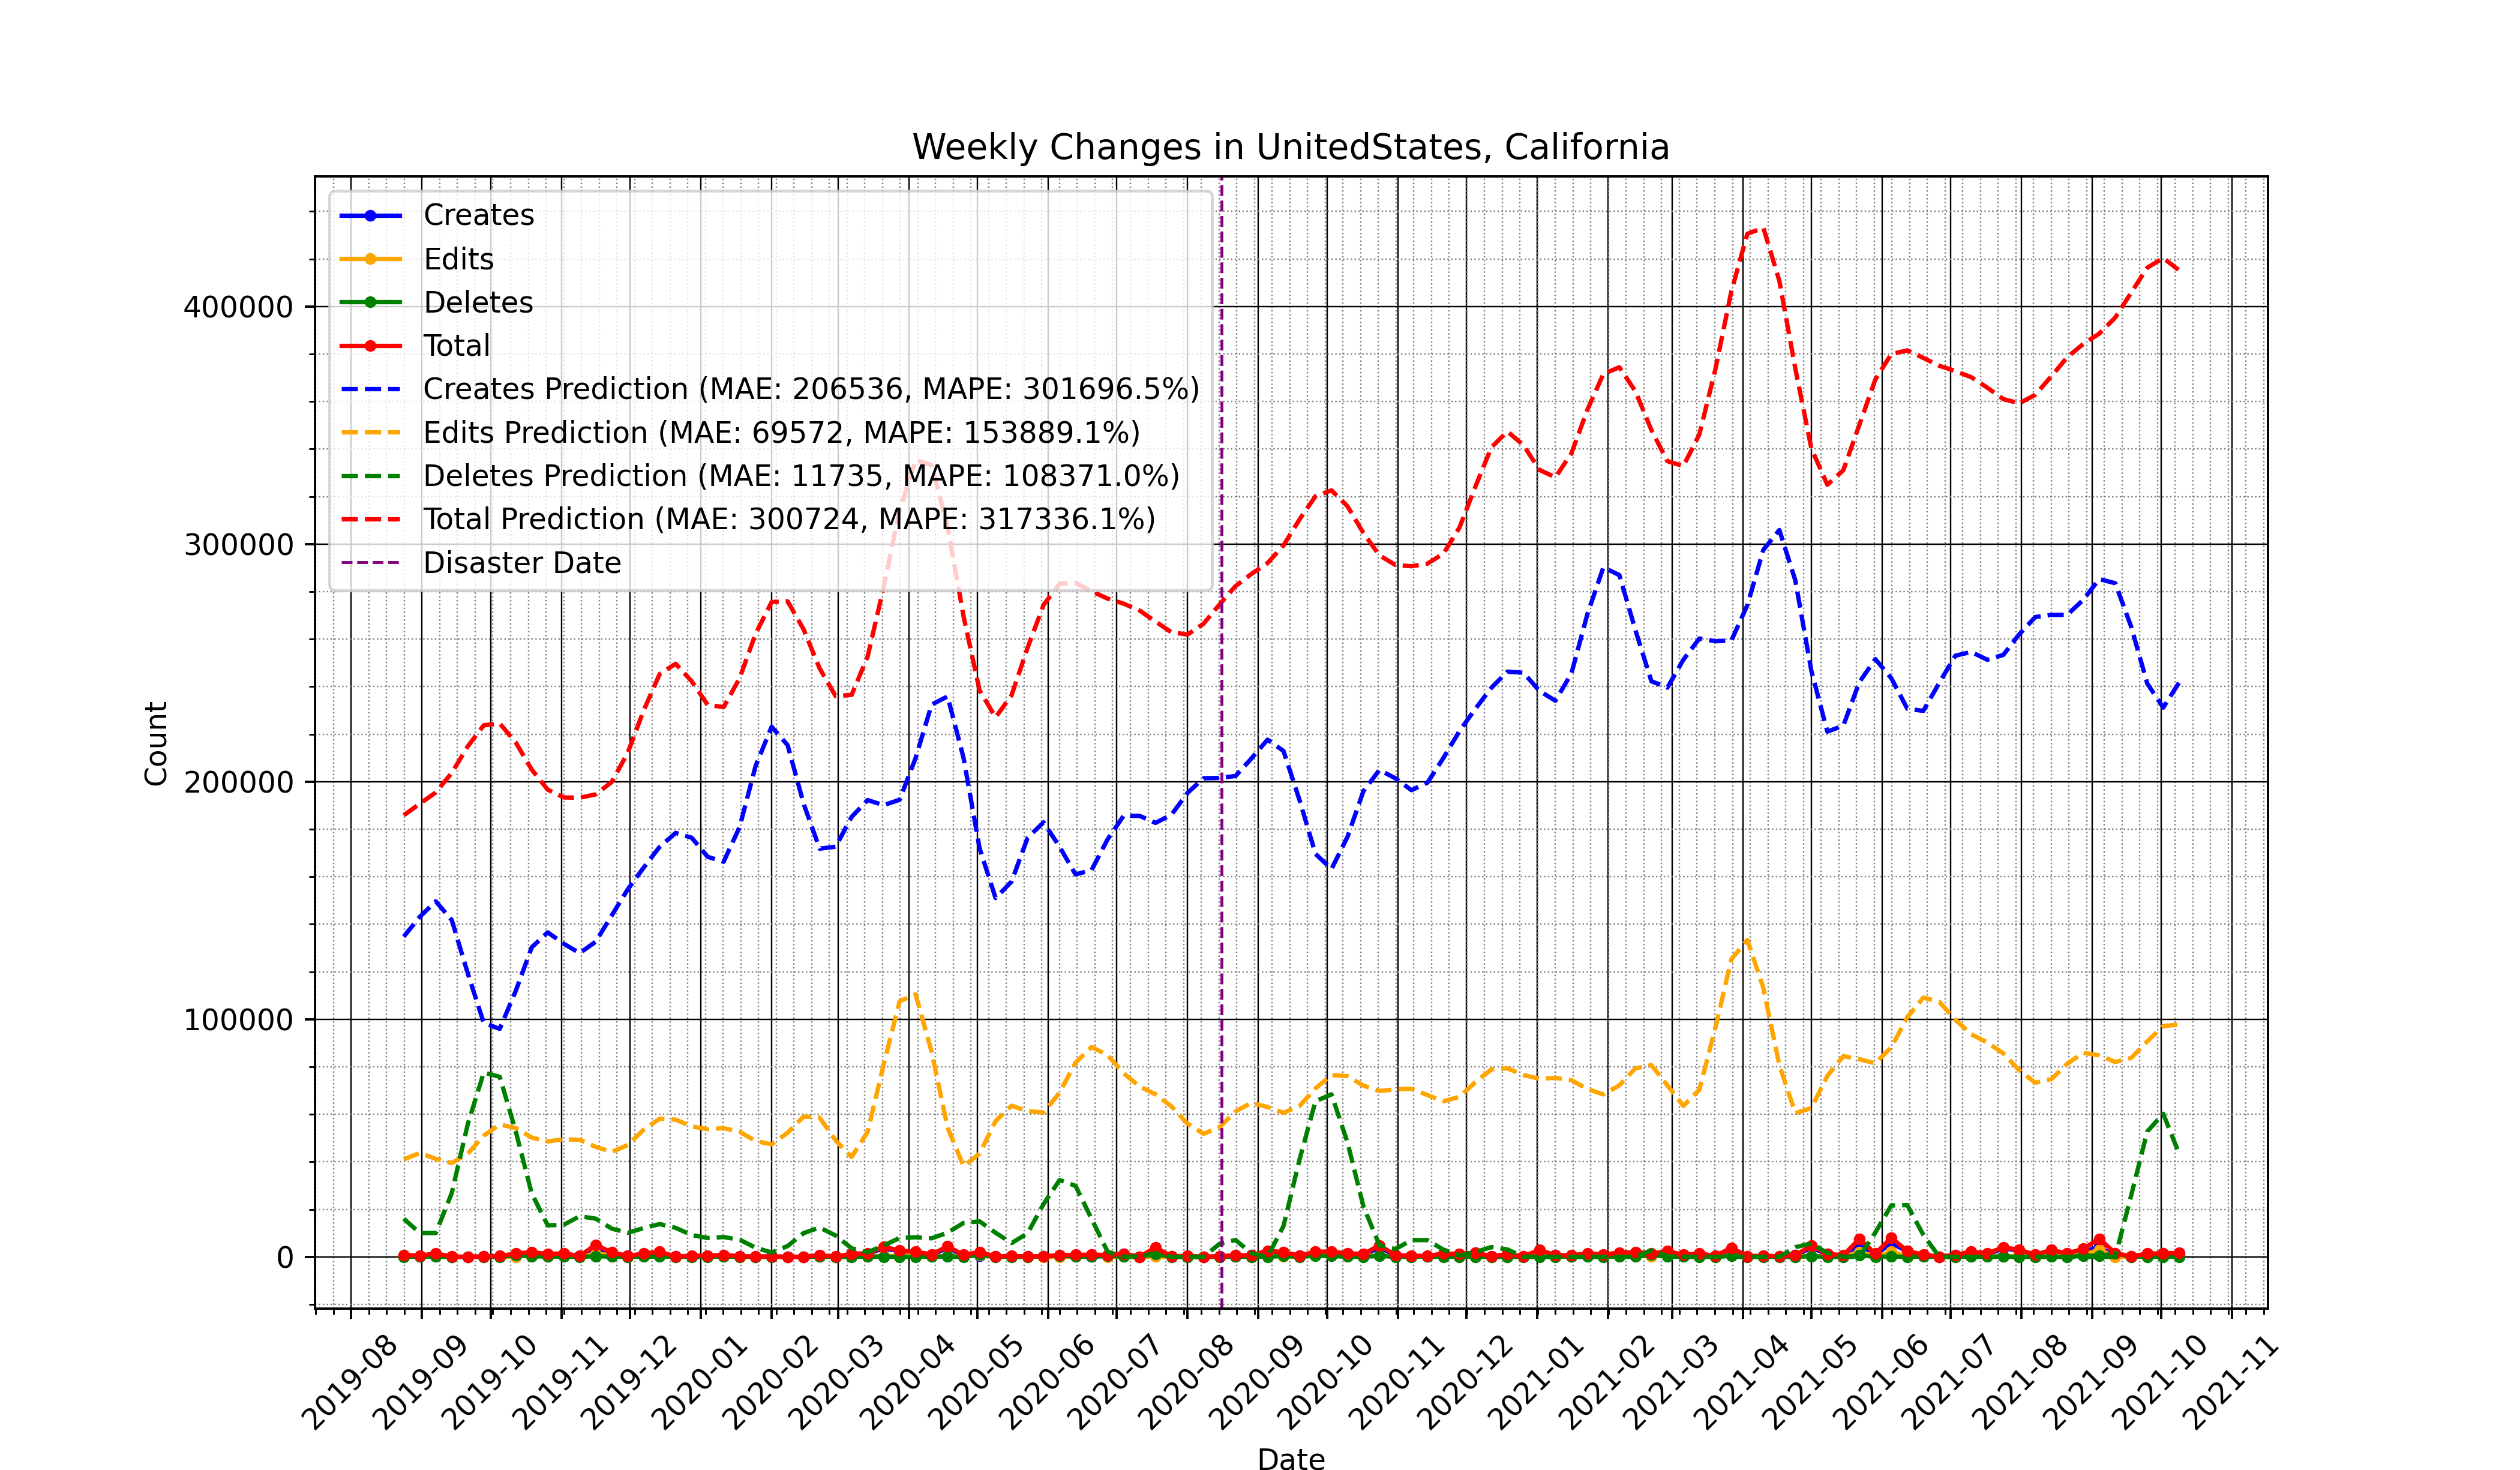 Weekly Changes in UnitedStates, California
Creates
Edits
Deletes
Total
Creates Prediction (MAE: 206536, MAPE: 301696.5%)
Edits Prediction (MAE: 69572, MAPE: 153889.1%)
Deletes Prediction (MAE: 11735, MAPE: 108371.0%)
Total Prediction (MAE: 300724, MAPE: 317336.1%)
Disaster Date
400000
300000
200000
100000
0
Count
2019-08
2019-09
2019-10
2019-11
2019-12
2020-01
2020-02
2020-03
2020-04
2020-05
2020-06
2020-07
2020-08
2020-09
2020-10
2020-11
2020-12
2021-01
2021-02
2021-03
2021-04
2021-05
2021-06
2021-07
2021-08
2021-09
2021-10
2021-11
Date